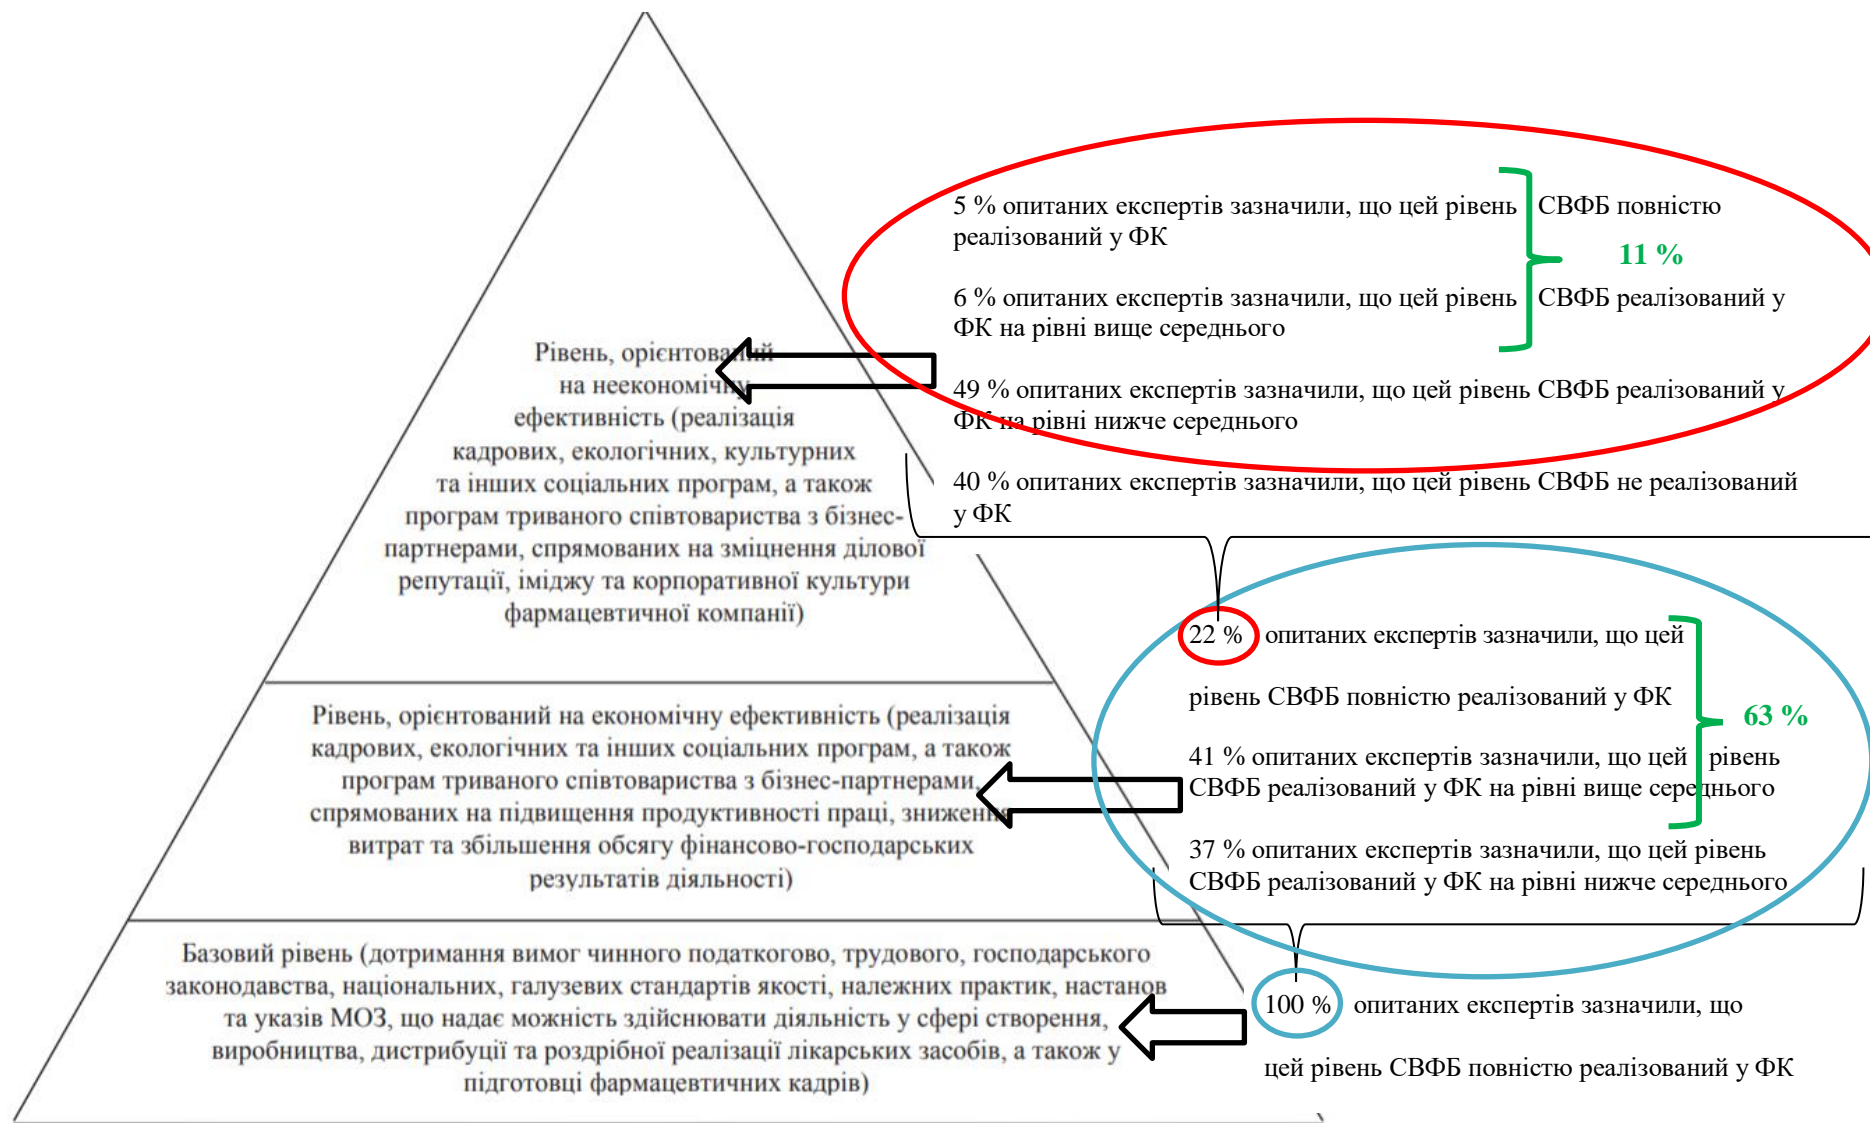 5 % опитаних експертів зазначили, що цей рівень СВФБ повністю
реалізований у ФК
11 %
6 % опитаних експертів зазначили, що цей рівень СВФБ реалізований у
ФК на рівні вище середнього
49 % опитаних експертів зазначили, що цей рівень СВФБ реалізований у
ФК на рівні нижче середнього
40 % опитаних експертів зазначили, що цей рівень СВФБ не реалізований
у ФК
Рівень, орієнтований
на неекономічну
ефективність (реалізація
кадрових, екологічних, культурних
та інших соціальних програм, а також
програм триваного співтовариства з бізнес-
партнерами, спрямованих на зміцнення ділової
репутації, іміджу та корпоративної культури
фармацевтичної компанії)
22 % опитаних експертів зазначили, що цей
рівень СВФБ повністю реалізований у ФК
63 %
41 % опитаних експертів зазначили, що цей рівень
СВФБ реалізований у ФК на рівні вище середнього
37 % опитаних експертів зазначили, що цей рівень
СВФБ реалізований у ФК на рівні нижче середнього
Рівень, орієнтований на економічну ефективність (реалізація
кадрових, екологічних та інших соціальних програм, а також
програм триваного співтовариства з бізнес-партнерами,
спрямованих на підвищення продуктивності праці, зниження
витрат та збільшення обсягу фінансово-господарських
результатів діяльності)
Базовий рівень (дотримання вимог чинного податкогово, трудового, господарського
законодавства, національних, галузевих стандартів якості, належних практик, настанов
та указів МОЗ, що надає можність здійснювати діяльність у сфері створення,
виробництва, дистрибуції та роздрібної реалізації лікарських засобів, а також у
підготовці фармацевтичних кадрів)
100 % опитаних експертів зазначили, що
цей рівень СВФБ повністю реалізований у ФК